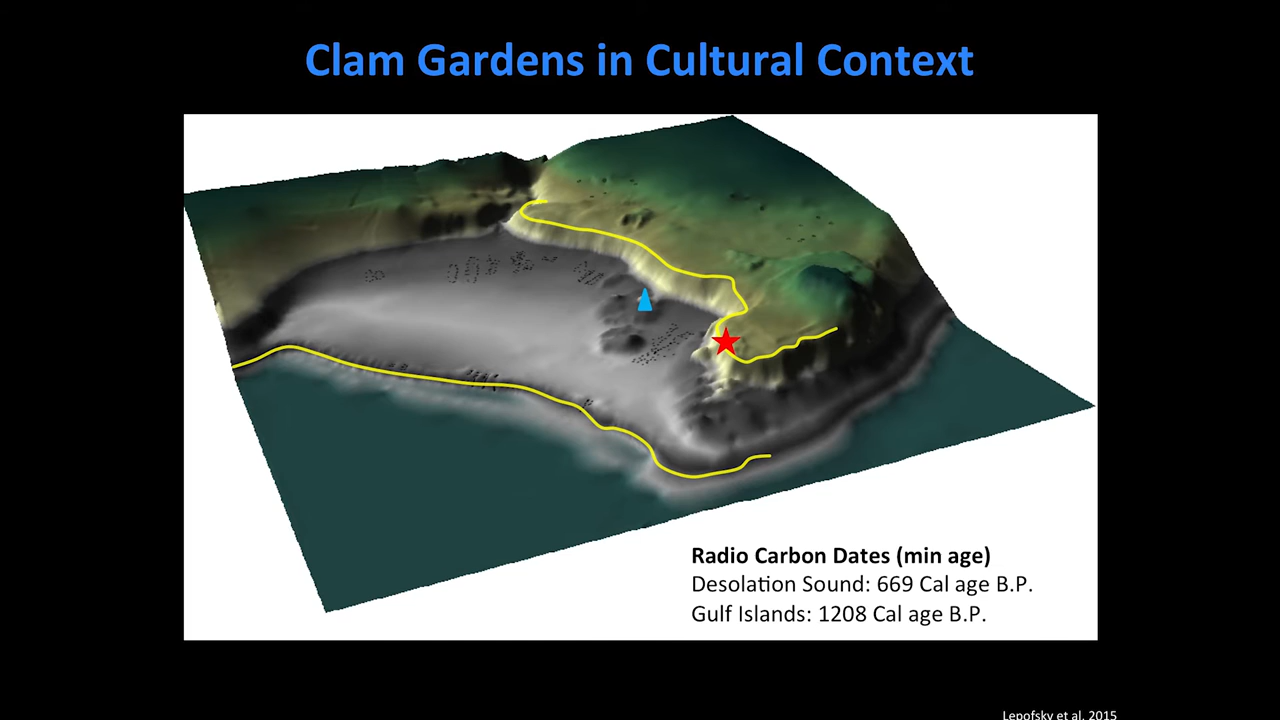 Clam Gardens in Cultural Context
Radio Carbon Dates (min age)
Desolation Sound: 669 Cal age B.P.
Gulf Islands: 1208 Cal age B.P.
Lepofsky et al. 2015